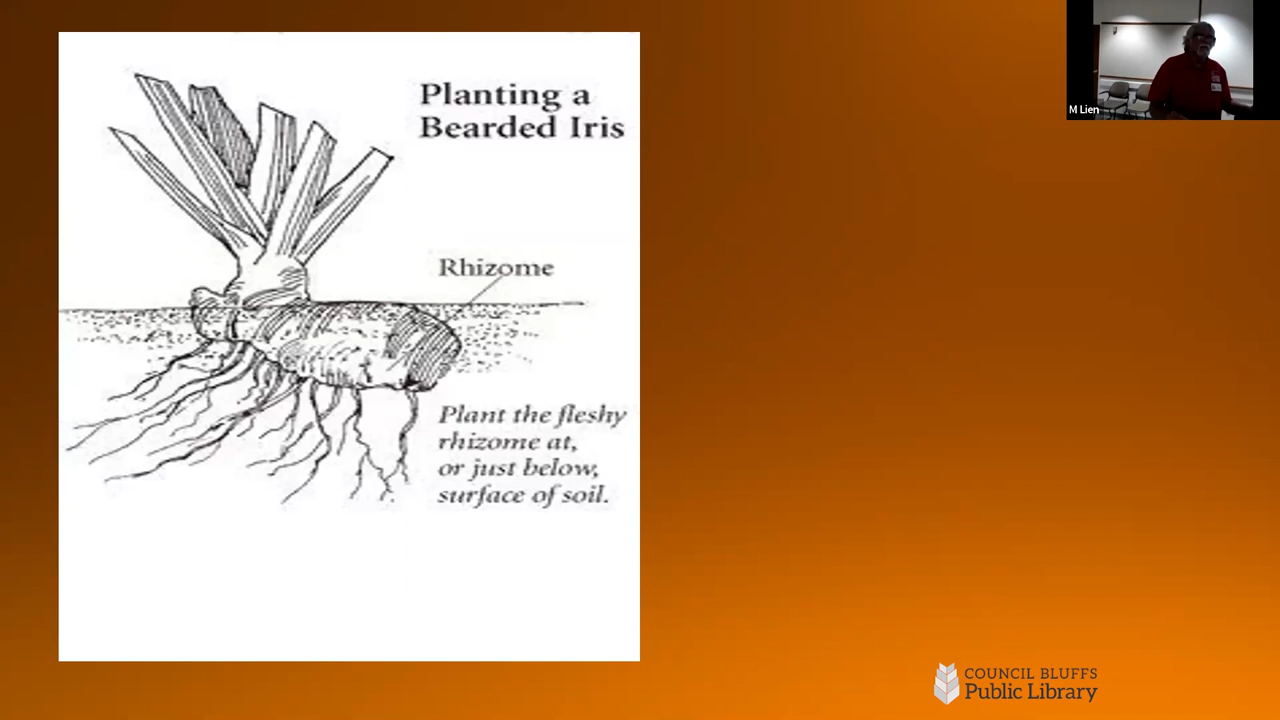 Planting a
Bearded Iris
Rhizome
Plant the fleshy
rhizome at,
or just below,
surface of soil.
M Lien
COUNCIL BLUFFS
Public Library